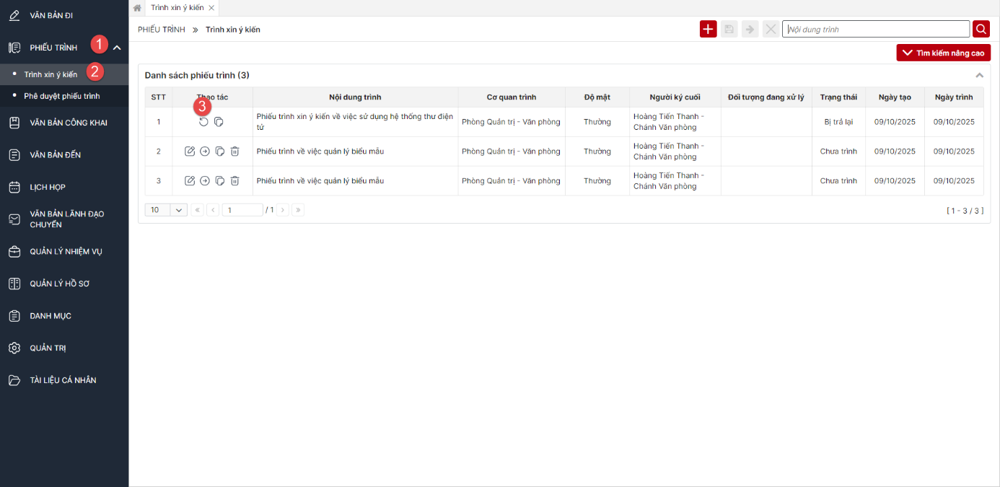 VĂN BẢN ĐI
PHIẾU TRÌNH
1
Trình xin ý kiến
2
Phê duyệt phiếu trình
VĂN BẢN CÔNG KHAI
VĂN BẢN ĐẾN
LỊCH HỌP
VĂN BẢN LÃNH ĐẠO
CHUYỂN
QUẢN LÝ NHIỆM VỤ
QUẢN LÝ HỒ SƠ
DANH MỤC
QUẢN TRỊ
TÀI LIỆU CÁ NHÂN
Trình xin ý kiến
PHIẾU TRÌNH » Trình xin ý kiến
Nội dung trình
Tìm kiếm nâng cao
Danh sách phiếu trình (3)
STT Thao tác Nội dung trình Cơ quan trình Độ mật Người ký cuối Đối tượng đang xử lý Trạng thái Ngày tạo Ngày trình
3
1 Phiếu trình xin ý kiến về việc sử dụng hệ thống thư điện Phòng Quản trị - Văn phòng Thường Hoàng Tiến Thanh - Bị trả lại 09/10/2025 09/10/2025
tử Chánh Văn phòng
2 Phiếu trình về việc quản lý biểu mẫu Phòng Quản trị - Văn phòng Thường Hoàng Tiến Thanh - Chưa trình 09/10/2025 09/10/2025
Chánh Văn phòng
3 Phiếu trình về việc quản lý biểu mẫu Phòng Quản trị - Văn phòng Thường Hoàng Tiến Thanh - Chưa trình 09/10/2025 09/10/2025
Chánh Văn phòng
10 « ‹ 1 / 1 › » [ 1 - 3 / 3 ]